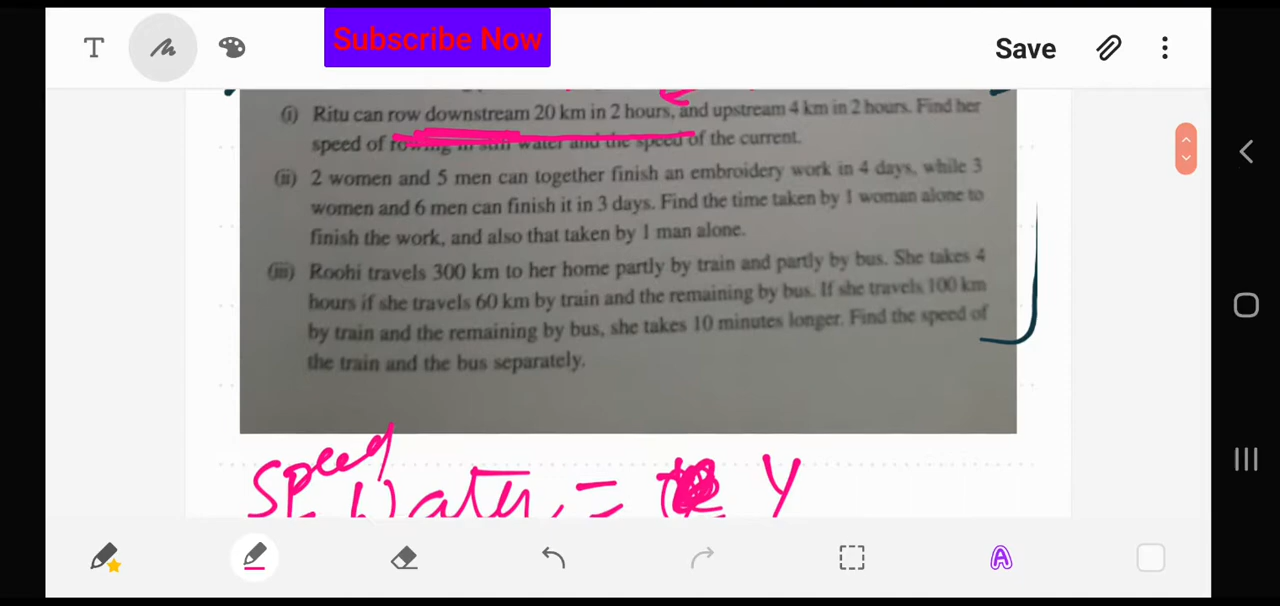 T
Subscribe Now
Save
(i) Ritu can row downstream 20 km in 2 hours, and upstream 4 km in 2 hours. Find her
speed of rowing in still water and the speed of the current.
(ii) 2 women and 5 men can together finish an embroidery work in 4 days, while 3
women and 6 men can finish it in 3 days. Find the time taken by 1 woman alone to
finish the work, and also that taken by 1 man alone.
(iii) Roohi travels 300 km to her home partly by train and partly by bus. She takes 4
hours if she travels 60 km by train and the remaining by bus. If she travels 100 km
by train and the remaining by bus, she takes 10 minutes longer. Find the speed of
the train and the bus separately.
Speed
Water = Y
A